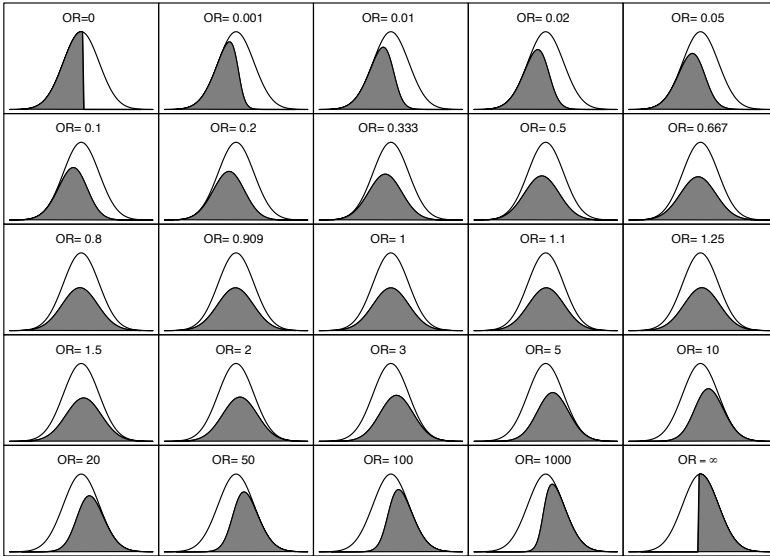 OR=0
OR= 0.001
OR= 0.01
OR= 0.02
OR= 0.05
OR= 0.1
OR= 0.2
OR= 0.333
OR= 0.5
OR= 0.667
OR= 0.8
OR= 0.909
OR= 1
OR= 1.1
OR= 1.25
OR= 1.5
OR= 2
OR= 3
OR= 5
OR= 10
OR= 20
OR= 50
OR= 100
OR= 1000
OR = ∞